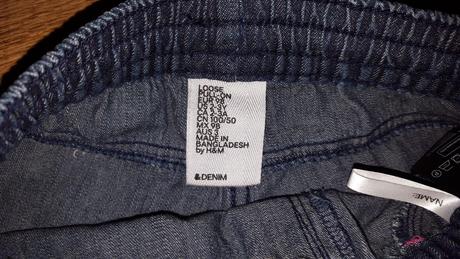 LOOSE
PULL-ON
EUR 98
US 2-3Y
CA 2-3A
CN 100/50
MX 98
AUS 3
MADE IN
BANGLADESH
by H&M
&DENIM
NAME: